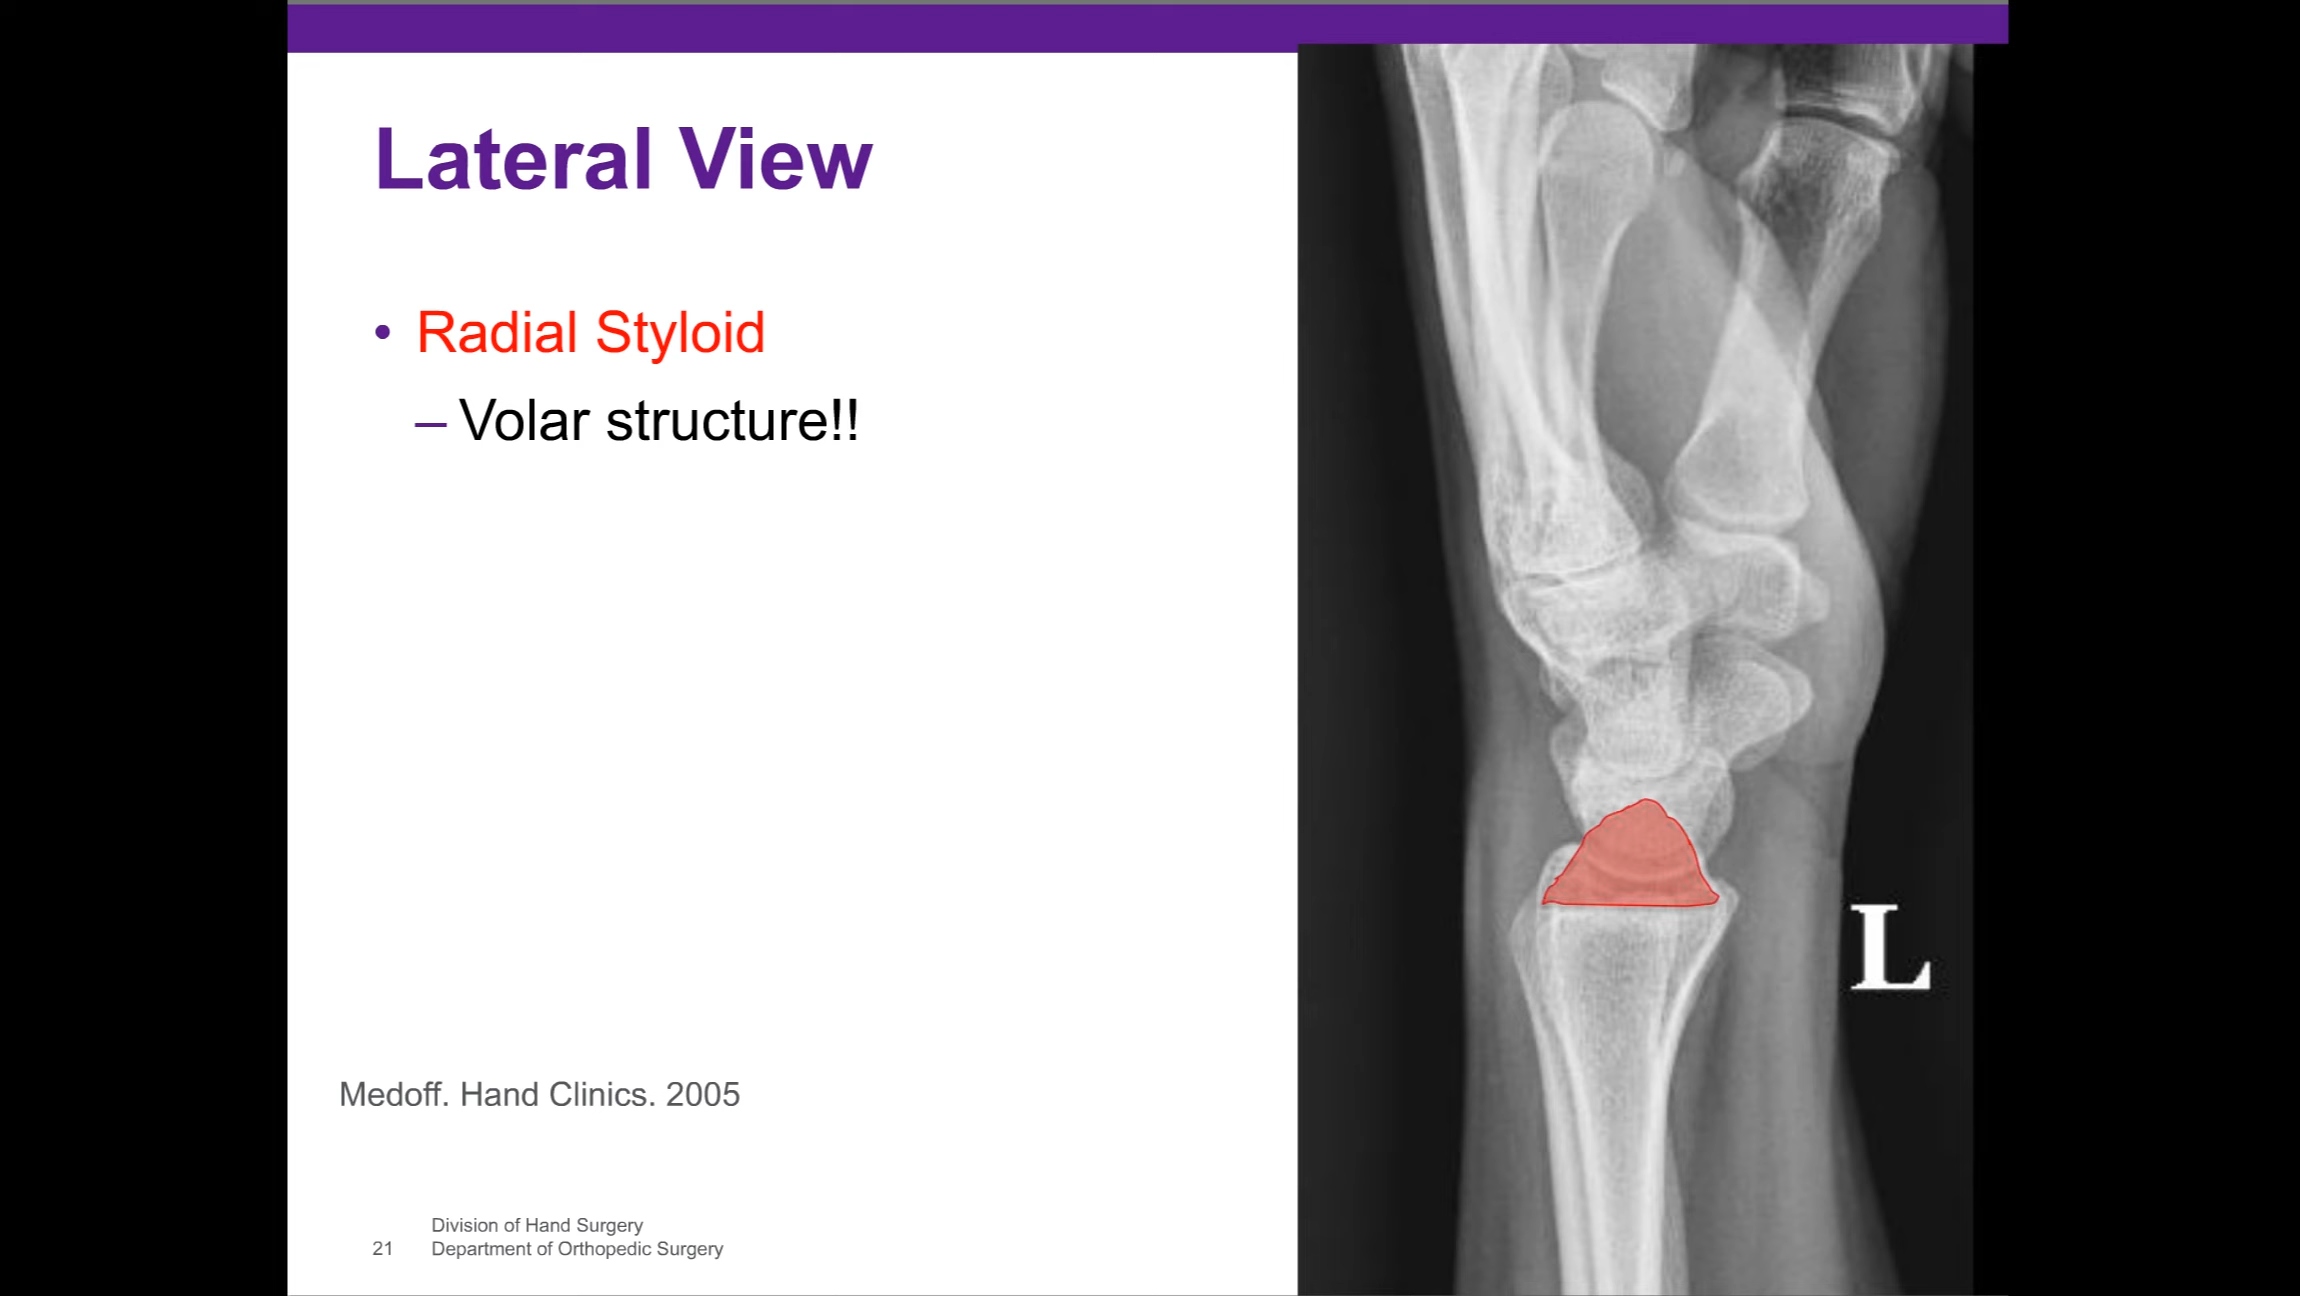 Lateral View
• Radial Styloid
– Volar structure!!
L
Medoff. Hand Clinics. 2005
Division of Hand Surgery
21 Department of Orthopedic Surgery